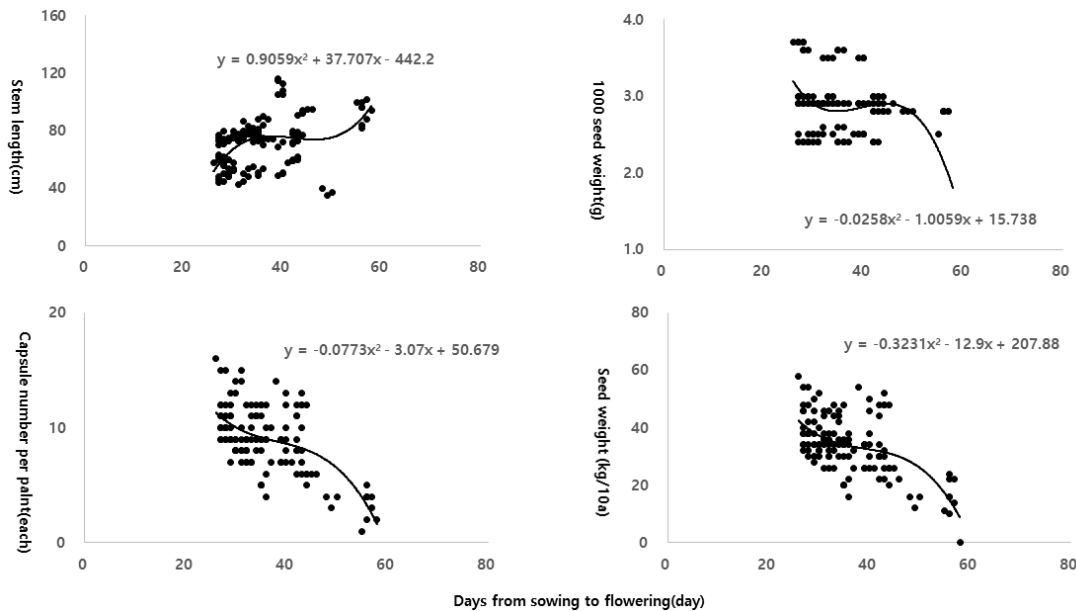 160
120
80
40
0
Stem length(cm)
y = 0.9059x² + 37.707x - 442.2
0 20 40 60 80
4.0
3.0
2.0
1.0
1000 seed weight(g)
y = -0.0258x² - 1.0059x + 15.738
0 20 40 60 80
20
10
0
Capsule number per palnt(each)
y = -0.0773x² - 3.07x + 50.679
0 20 40 60 80
80
60
40
20
0
Seed weight (kg/10a)
y = -0.3231x² - 12.9x + 207.88
0 20 40 60 80
Days from sowing to flowering(day)